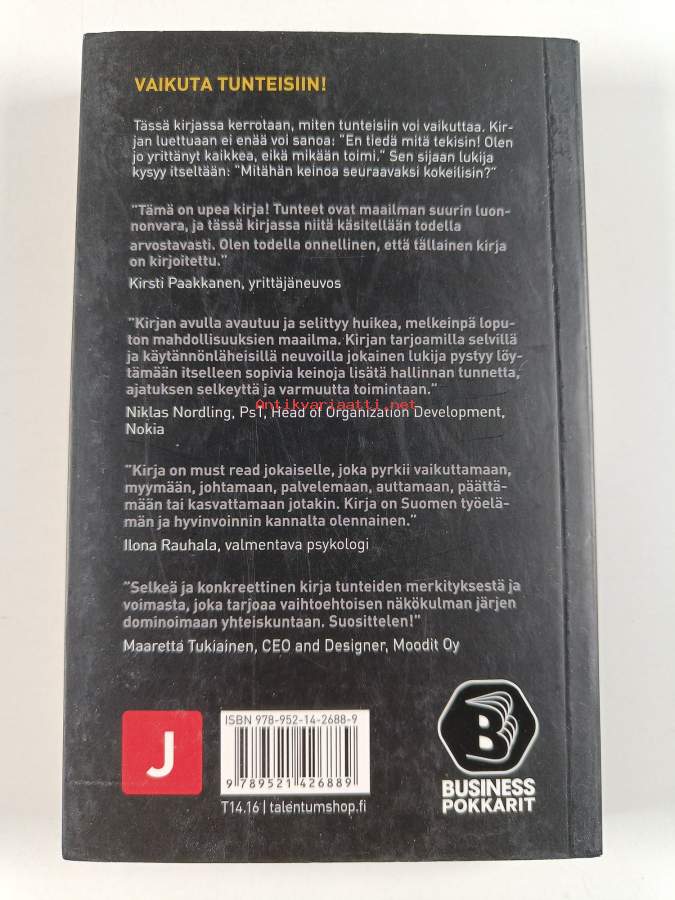 VAIKUTA TUNTEISIIN!
Tässä kirjassa kerrotaan, miten tunteisiin voi vaikuttaa. Kir-
jan luettuaan ei enää voi sanoa: "En tiedä mitä tekisin! Olen
jo yrittänyt kaikkea, eikä mikään toimi." Sen sijaan lukija
kysyy itseltään: "Mitähän keinoa seuraavaksi kokeilisin?"
"Tämä on upea kirja! Tunteet ovat maailman suurin luon-
nonvara, ja tässä kirjassa niitä käsitellään todella
arvostavasti. Olen todella onnellinen, että tällainen kirja
on kirjoitettu."
Kirsti Paakkanen, yrittäjäneuvos
"Kirjan avulla avautuu ja selittyy huikea, melkeinpä lopu-
ton mahdollisuuksien maailma. Kirjan tarjoamilla selvillä
ja käytännönläheisillä neuvoilla jokainen lukija pystyy löy-
tämään itselleen sopivia keinoja lisätä hallinnan tunnetta,
ajatuksen selkeyttä ja varmuutta toimintaan."
Antikvariaatti.net
Niklas Nordling, PsT, Head of Organization Development,
Nokia
"Kirja on must read jokaiselle, joka pyrkii vaikuttamaan,
myymään, johtamaan, palvelemaan, auttamaan, päättä-
mään tai kasvattamaan jotakin. Kirja on Suomen työelä-
män ja hyvinvoinnin kannalta olennainen."
Ilona Rauhala, valmentava psykologi
"Selkeä ja konkreettinen kirja tunteiden merkityksestä ja
voimasta, joka tarjoaa vaihtoehtoisen näkökulman järjen
dominoimaan yhteiskuntaan. Suosittelen!"
Maaretta Tukiainen, CEO and Designer, Moodit Oy
J
ISBN 978-952-14-2688-9
9 789521 426889
T14.16 | talentumshop.fi
B
BUSINESS
POKKARIT